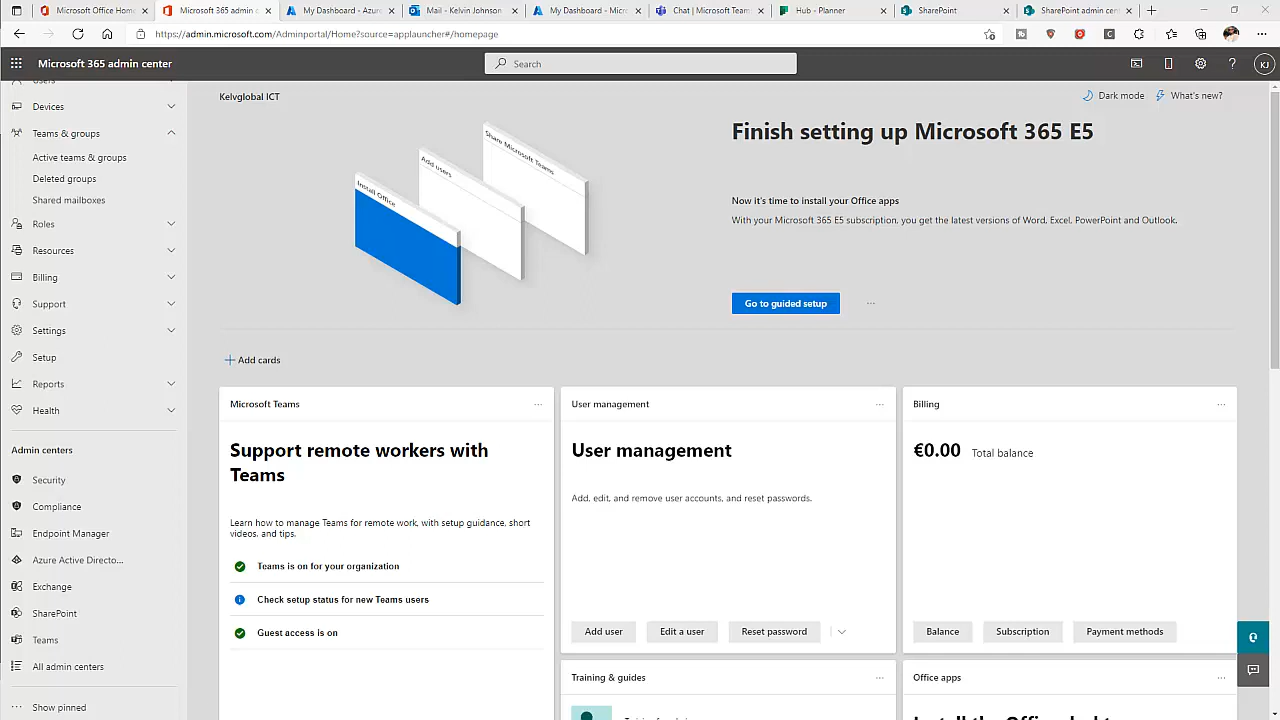 Microsoft Office Home
Microsoft 365 admin c
My Dashboard - Azure
Mail - Kelvin Johnson
My Dashboard - Micro
Chat | Microsoft Team
Hub - Planner
SharePoint
SharePoint admin cen
https://admin.microsoft.com/Adminportal/Home?source=applauncher#/homepage
Microsoft 365 admin center
Search
KJ
Users
Devices
Teams & groups
Active teams & groups
Deleted groups
Shared mailboxes
Roles
Resources
Billing
Support
Settings
Setup
Reports
Health
Admin centers
Security
Compliance
Endpoint Manager
Azure Active Directo...
Exchange
SharePoint
Teams
All admin centers
Show pinned
Kelvglobal ICT
Dark mode
What's new?
Install Office
Add users
Share Microsoft Teams
Finish setting up Microsoft 365 E5
Now it's time to install your Office apps
With your Microsoft 365 E5 subscription, you get the latest versions of Word, Excel, PowerPoint and Outlook.
Go to guided setup
Add cards
Microsoft Teams
Support remote workers with
Teams
Learn how to manage Teams for remote work, with setup guidance, short
videos, and tips.
Teams is on for your organization
Check setup status for new Teams users
Guest access is on
User management
User management
Add, edit, and remove user accounts, and reset passwords.
Add user
Edit a user
Reset password
Billing
€0.00 Total balance
Balance
Subscription
Payment methods
Training & guides
Office apps